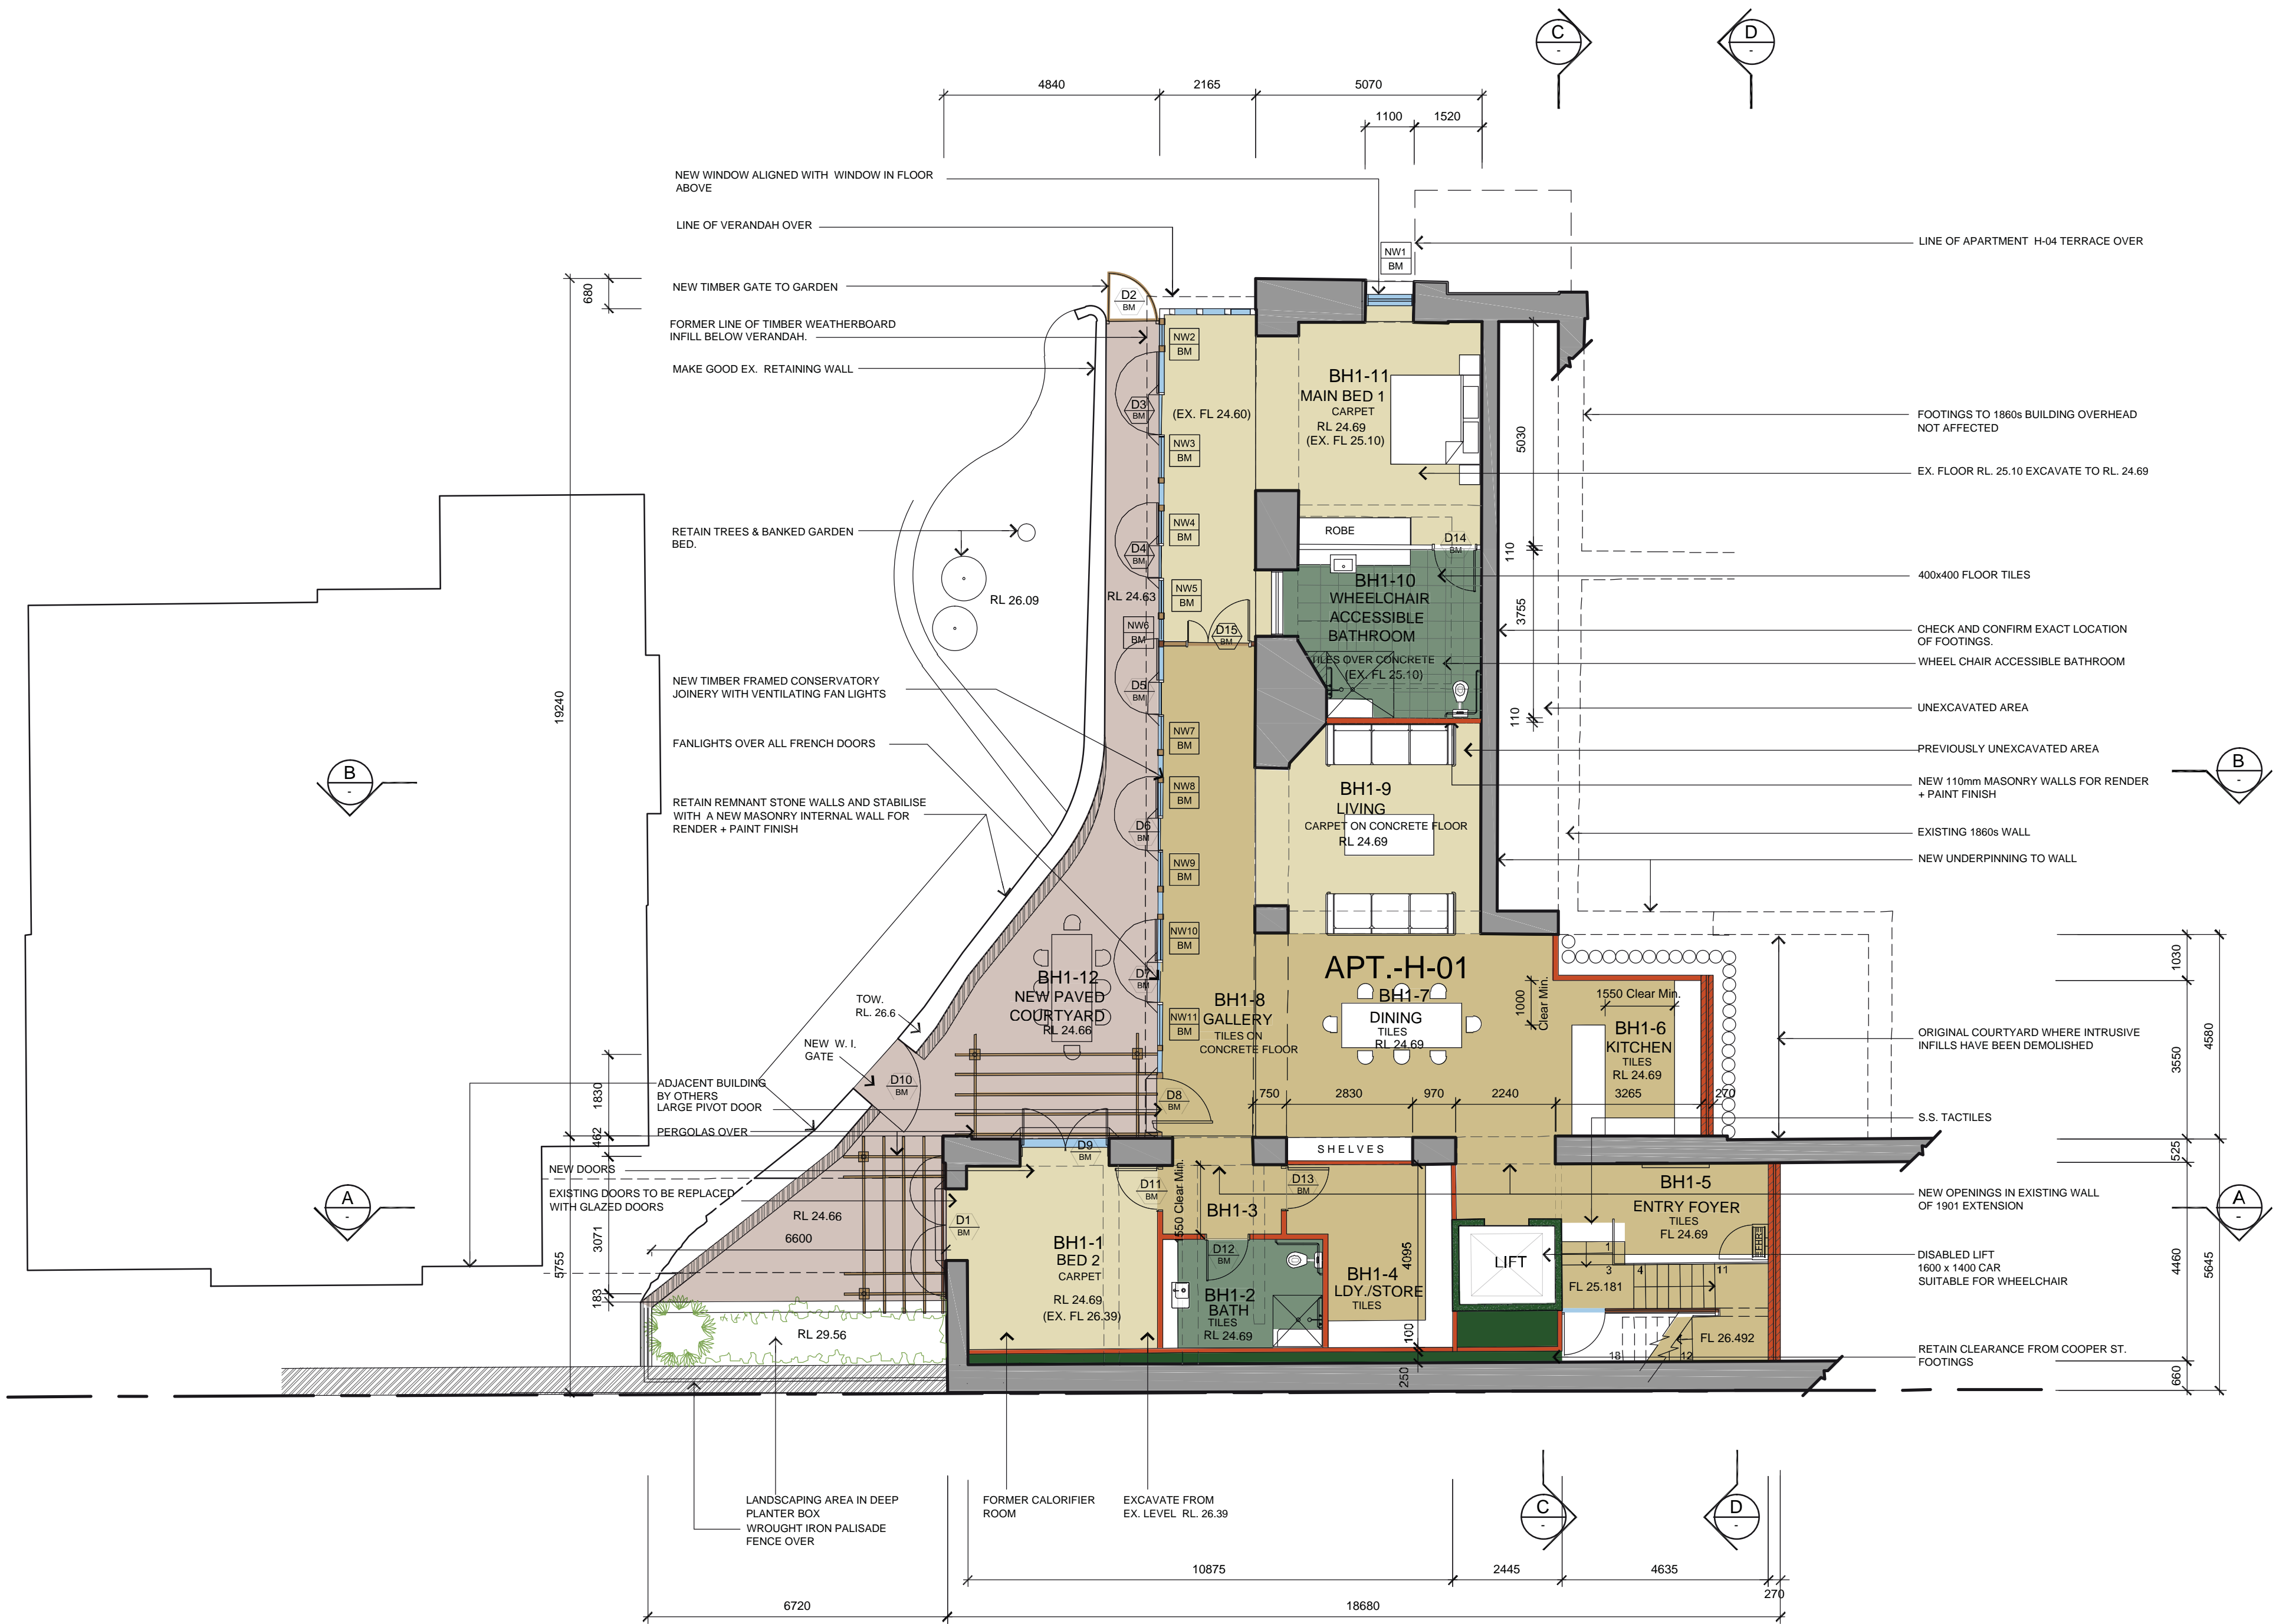 C
-
D
-
4840
2165
5070
1100
1520
NEW WINDOW ALIGNED WITH WINDOW IN FLOOR
ABOVE
LINE OF VERANDAH OVER
NW1
BM
LINE OF APARTMENT H-04 TERRACE OVER
680
NEW TIMBER GATE TO GARDEN
D2
BM
FORMER LINE OF TIMBER WEATHERBOARD
INFILL BELOW VERANDAH.
NW2
BM
MAKE GOOD EX. RETAINING WALL
BH1-11
MAIN BED 1
CARPET
RL 24.69
(EX. FL 25.10)
D3
BM
(EX. FL 24.60)
FOOTINGS TO 1860s BUILDING OVERHEAD
NOT AFFECTED
NW3
BM
5030
EX. FLOOR RL. 25.10 EXCAVATE TO RL. 24.69
RETAIN TREES & BANKED GARDEN
BED.
NW4
BM
ROBE
D14
BM
D4
BM
110
400x400 FLOOR TILES
RL 26.09
RL 24.63
NW5
BM
BH1-10
WHEELCHAIR
ACCESSIBLE
BATHROOM
3755
NW6
BM
D15
BM
CHECK AND CONFIRM EXACT LOCATION
OF FOOTINGS.
TILES OVER CONCRETE
(EX. FL 25.10)
WHEEL CHAIR ACCESSIBLE BATHROOM
NEW TIMBER FRAMED CONSERVATORY
JOINERY WITH VENTILATING FAN LIGHTS
D5
BM
19240
UNEXCAVATED AREA
110
FANLIGHTS OVER ALL FRENCH DOORS
NW7
BM
PREVIOUSLY UNEXCAVATED AREA
B
-
B
-
NW8
BM
BH1-9
LIVING
CARPET ON CONCRETE FLOOR
RL 24.69
NEW 110mm MASONRY WALLS FOR RENDER
+ PAINT FINISH
RETAIN REMNANT STONE WALLS AND STABILISE
WITH A NEW MASONRY INTERNAL WALL FOR
RENDER + PAINT FINISH
D6
BM
EXISTING 1860s WALL
NW9
BM
NEW UNDERPINNING TO WALL
NW10
BM
APT.-H-01
D7
BM
BH1-12
NEW PAVED
COURTYARD
RL 24.66
1030
TOW.
RL. 26.6
BH1-8
GALLERY
TILES ON
CONCRETE FLOOR
BH1-7
DINING
TILES
RL 24.69
1000
Clear Min.
1550 Clear Min.
NW11
BM
BH1-6
KITCHEN
TILES
RL 24.69
ORIGINAL COURTYARD WHERE INTRUSIVE
INFILLS HAVE BEEN DEMOLISHED
4580
3550
NEW W. I.
GATE
D10
BM
ADJACENT BUILDING
BY OTHERS
LARGE PIVOT DOOR
1830
D8
BM
750
2830
970
2240
3265
270
S.S. TACTILES
PERGOLAS OVER
462
D9
BM
SHELVES
525
NEW DOORS
D11
BM
1550 Clear Min.
D13
BM
EXISTING DOORS TO BE REPLACED
WITH GLAZED DOORS
A
-
A
-
RL 24.66
D1
BM
BH1-3
BH1-5
ENTRY FOYER
TILES
FL 24.69
NEW OPENINGS IN EXISTING WALL
OF 1901 EXTENSION
6600
3071
5755
BH1-1
BED 2
CARPET
RL 24.69
(EX. FL 26.39)
D12
BM
4095
LIFT
1
3
4
11
FL 25.181
DISABLED LIFT
1600 x 1400 CAR
SUITABLE FOR WHEELCHAIR
4460
5645
183
BH1-2
BATH
TILES
RL 24.69
BH1-4
LDY./STORE
TILES
RL 29.56
100
FL 26.492
18
12
RETAIN CLEARANCE FROM COOPER ST.
FOOTINGS
250
660
LANDSCAPING AREA IN DEEP
PLANTER BOX
WROUGHT IRON PALISADE
FENCE OVER
FORMER CALORIFIER
ROOM
EXCAVATE FROM
EX. LEVEL RL. 26.39
C
-
D
-
10875
2445
4635
270
6720
18680